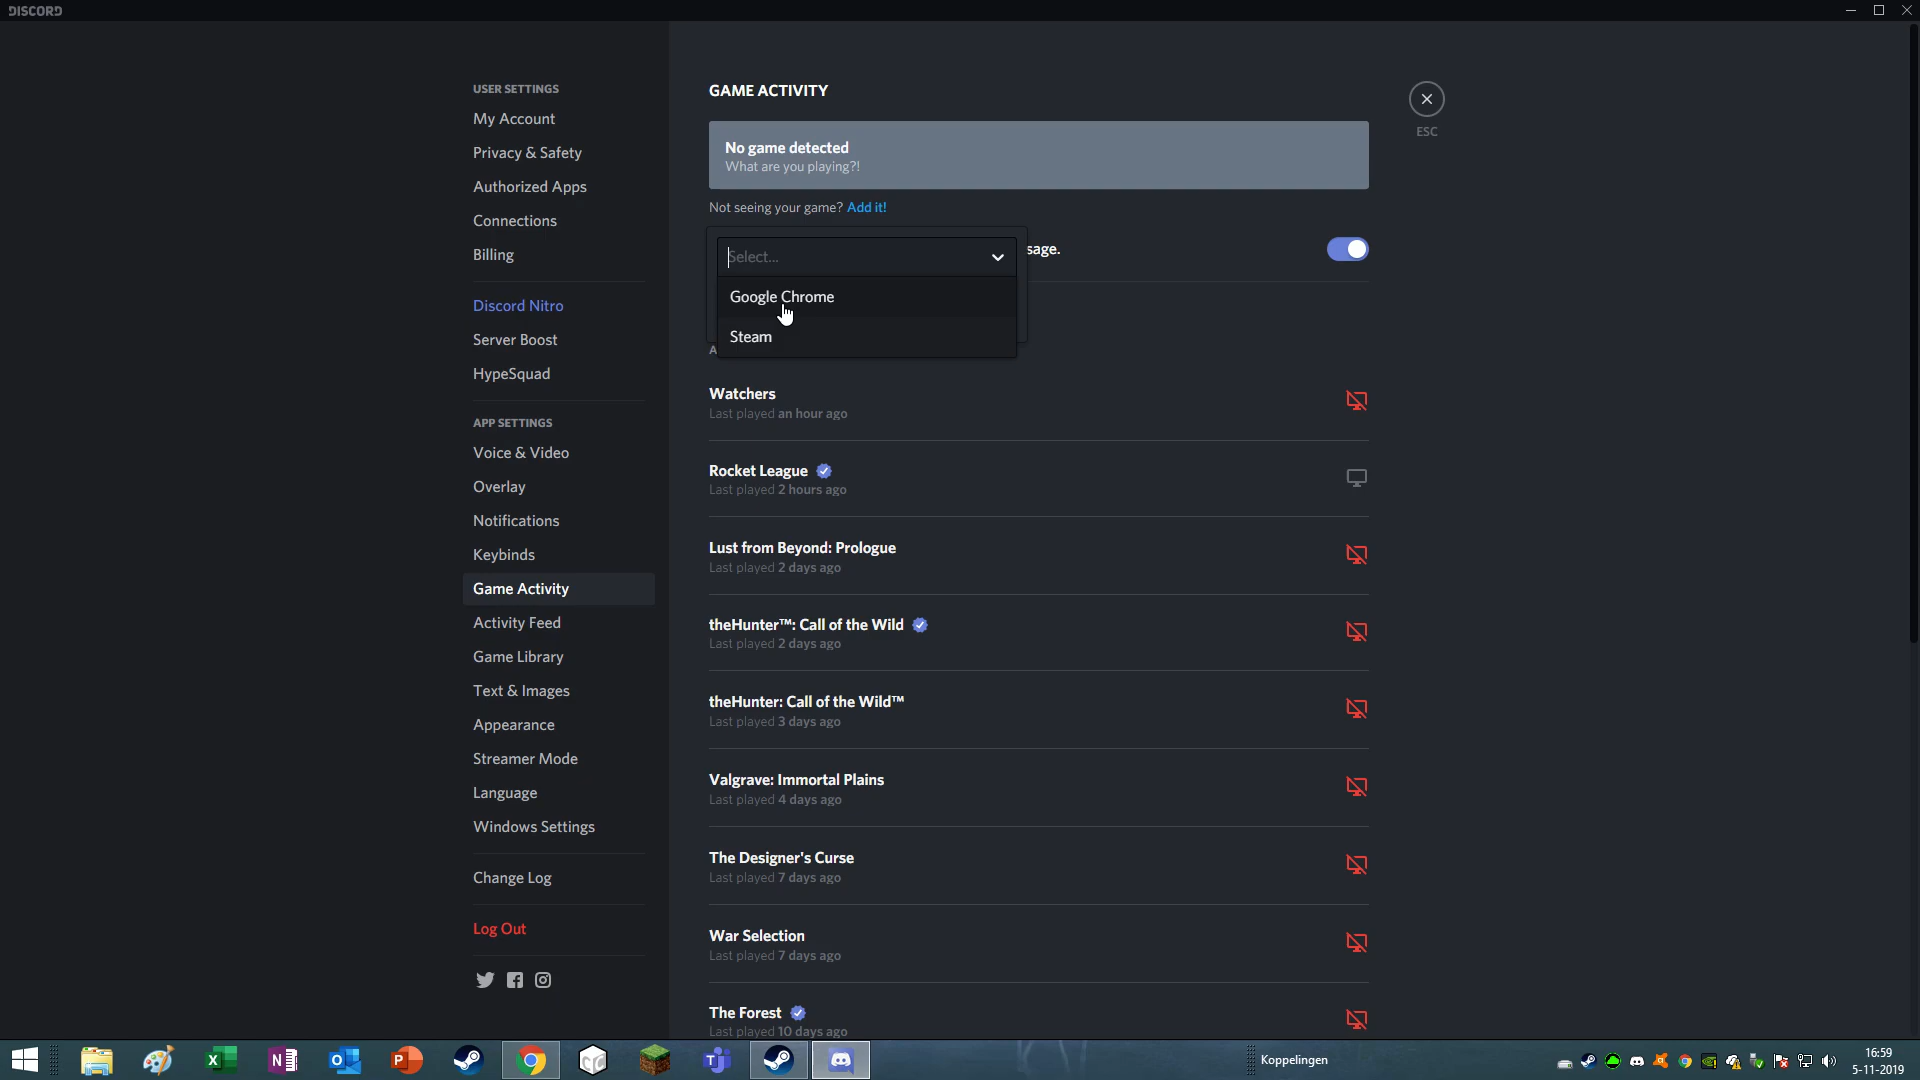 DISCORD
USER SETTINGS
My Account
Privacy & Safety
Authorized Apps
Connections
Billing
Discord Nitro
Server Boost
HypeSquad
APP SETTINGS
Voice & Video
Overlay
Notifications
Keybinds
Game Activity
Activity Feed
Game Library
Text & Images
Appearance
Streamer Mode
Language
Windows Settings
Change Log
Log Out
GAME ACTIVITY
No game detected
What are you playing?!
Not seeing your game? Add it!
Select...
sage.
Google Chrome
Steam
A
Watchers
Last played an hour ago
Rocket League
Last played 2 hours ago
Lust from Beyond: Prologue
Last played 2 days ago
theHunter™: Call of the Wild
Last played 2 days ago
theHunter: Call of the Wild™
Last played 3 days ago
Valgrave: Immortal Plains
Last played 4 days ago
The Designer's Curse
Last played 7 days ago
War Selection
Last played 7 days ago
The Forest
Last played 10 days ago
ESC
Koppelingen
16:59
5-11-2019